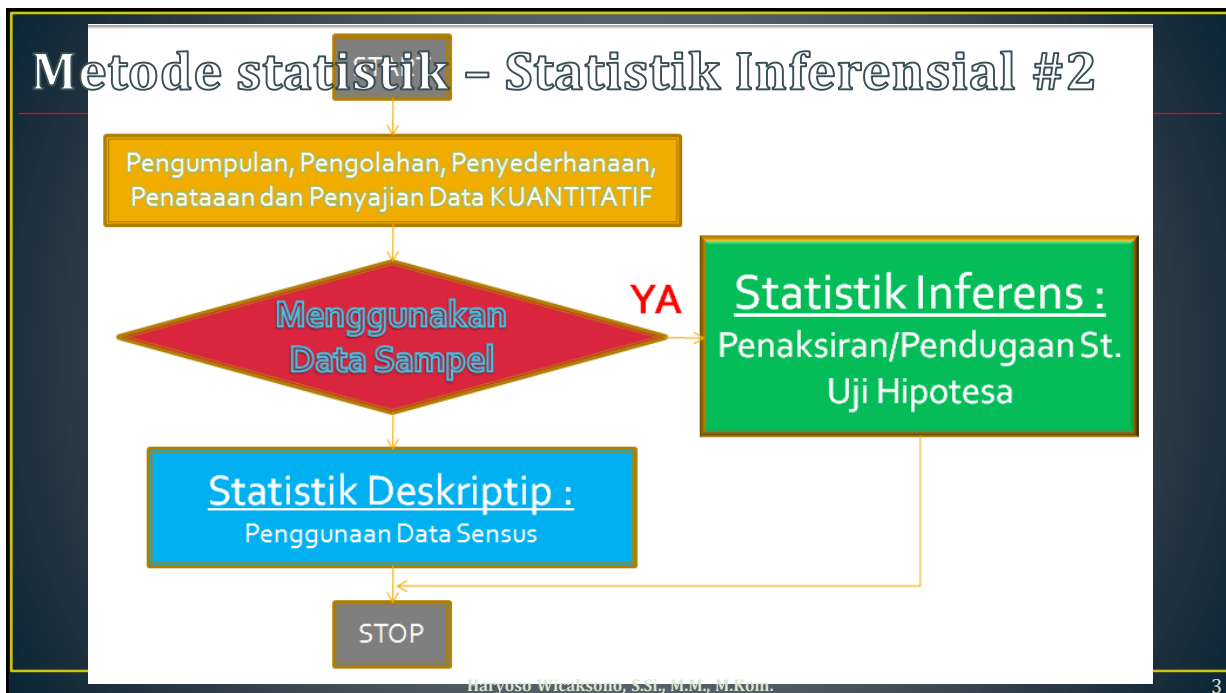 Metode statistik – Statistik Inferensial #2
START
Pengumpulan, Pengolahan, Penyederhanaan,
Penataaan dan Penyajian Data KUANTITATIF
Menggunakan
Data Sampel
YA
Statistik Inferens :
Penaksiran/Pendugaan St.
Uji Hipotesa
Statistik Deskriptip :
Penggunaan Data Sensus
STOP
Haryoso Wicaksono, S.Si., M.M., M.Kom.
3